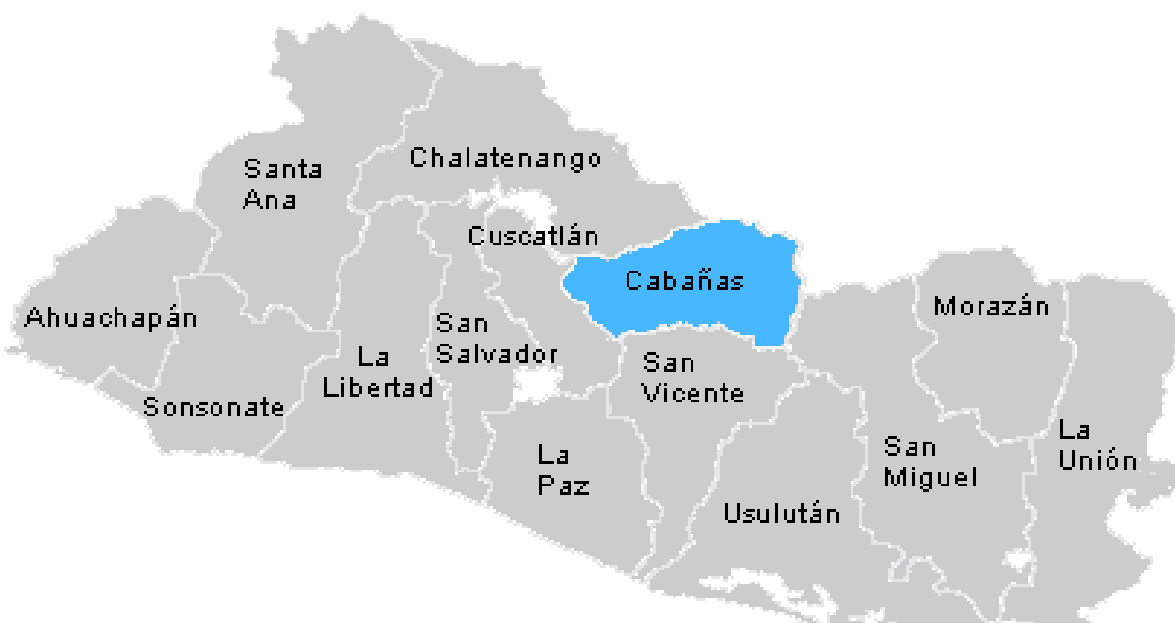 Chalatenango
Santa
Ana
Cuscatlán
Cabañas
Morazán
Ahuachapán
San
Salvador
La
Libertad
San
Vicente
Sonsonate
La
Unión
San
Miguel
La
Paz
Usulután